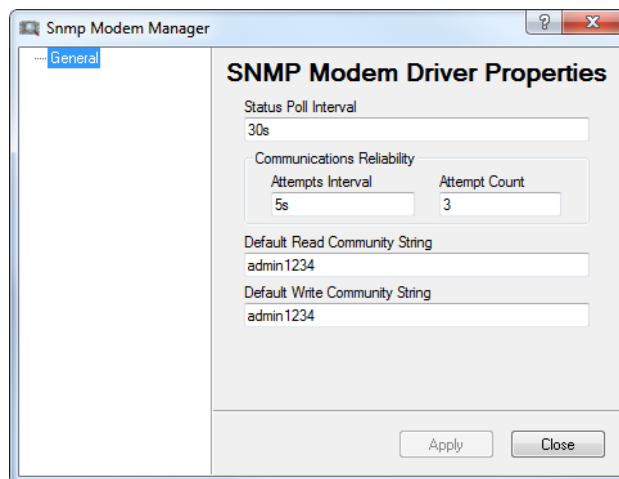 Snmp Modem Manager
?
General
SNMP Modem Driver Properties
Status Poll Interval
30s
Communications Reliability
Attempts Interval
Attempt Count
5s
3
Default Read Community String
admin1234
Default Write Community String
admin1234
Apply
Close